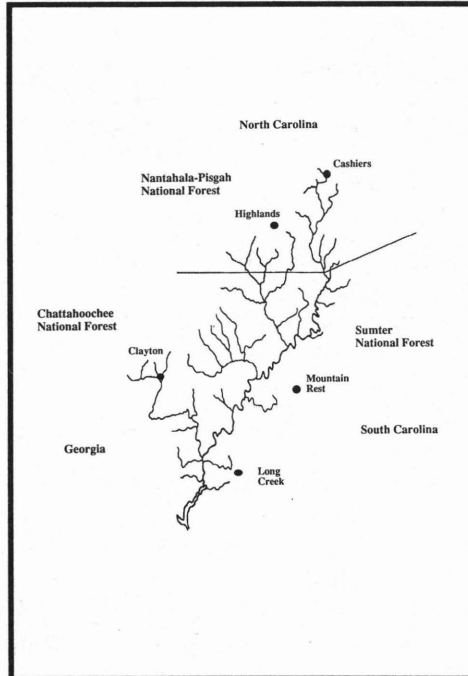 North Carolina
Cashiers
Nantahala-Pisgah
National Forest
Highlands
Chattahoochee
National Forest
Sumter
National Forest
Clayton
Mountain
Rest
South Carolina
Georgia
Long
Creek